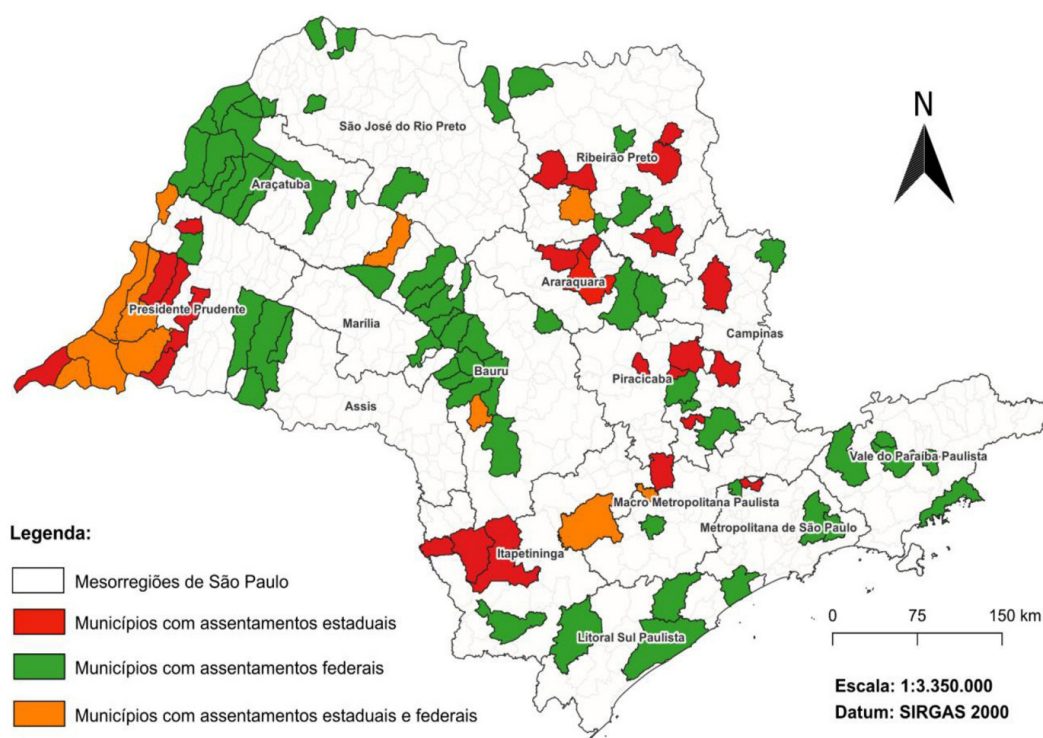 N
São José do Rio Preto
Ribeirão Preto
Araçatuba
Araraquara
Presidente Prudente
Marília
Campinas
Bauru
Piracicaba
Assis
Vale do Paraíba Paulista
Macro Metropolitana Paulista
Metropolitana de São Paulo
Itapetininga
Litoral Sul Paulista
Legenda:
Mesorregiões de São Paulo
Municípios com assentamentos estaduais
Municípios com assentamentos federais
Municípios com assentamentos estaduais e federais
0 75 150 km
Escala: 1:3.350.000
Datum: SIRGAS 2000